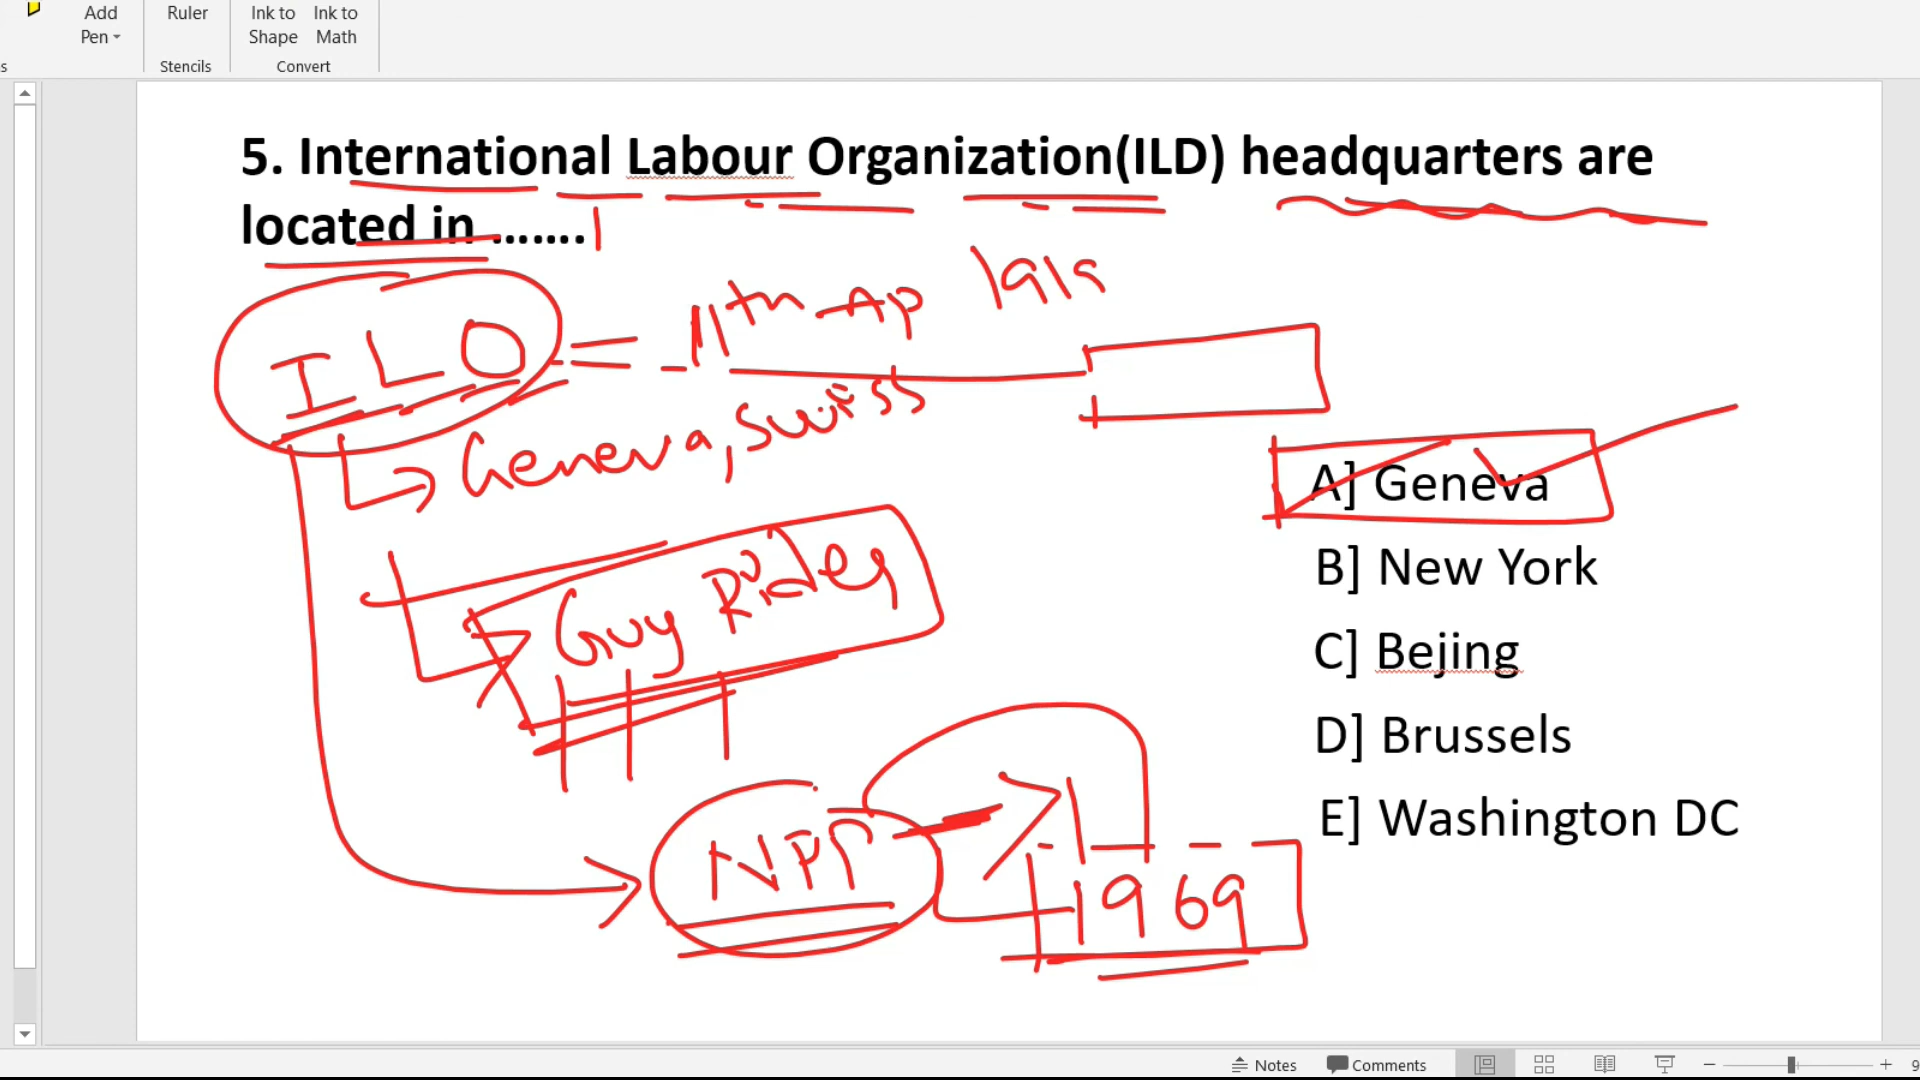 Add Pen
Ruler
Ink to Shape
Ink to Math
s
Stencils
Convert
5. International Labour Organization(ILD) headquarters are
located in .......
ILO = 11th Ap 1919
Geneva, Swiss
Guy Rider
NPP
1969
A] Geneva
B] New York
C] Bejing
D] Brussels
E] Washington DC
Notes
Comments
9